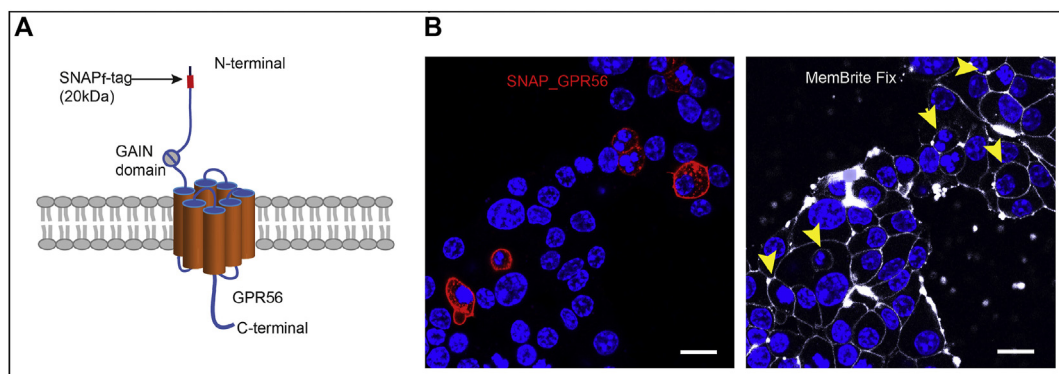 A
SNAPf-tag
(20kDa)
N-terminal
GAIN
domain
GPR56
C-terminal
B
SNAP_GPR56
MemBrite Fix